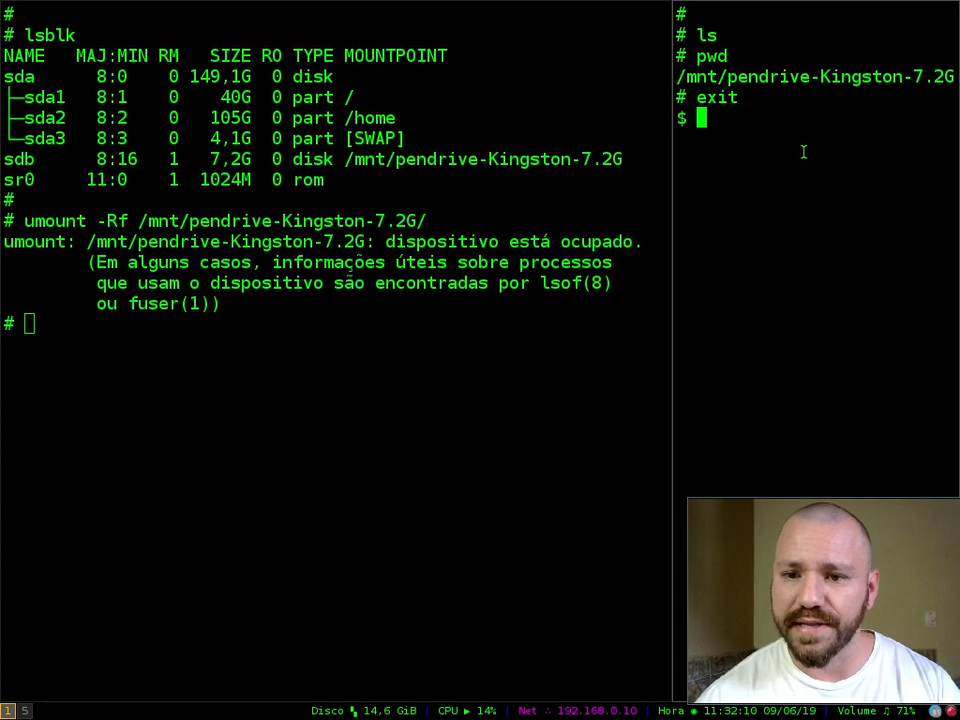 #
# lsblk
NAME   MAJ:MIN RM   SIZE RO TYPE MOUNTPOINT
sda      8:0    0 149,1G  0 disk
├─sda1   8:1    0    40G  0 part /
├─sda2   8:2    0   105G  0 part /home
└─sda3   8:3    0   4,1G  0 part [SWAP]
sdb      8:16   1   7,2G  0 disk /mnt/pendrive-Kingston-7.2G
sr0     11:0    1  1024M  0 rom
#
# umount -Rf /mnt/pendrive-Kingston-7.2G/
umount: /mnt/pendrive-Kingston-7.2G: dispositivo está ocupado.
        (Em alguns casos, informações úteis sobre processos
         que usam o dispositivo são encontradas por lsof(8)
         ou fuser(1))
#
#
# ls
# pwd
/mnt/pendrive-Kingston-7.2G
# exit
$
1 5 Disco 14,6 GiB | CPU ▶ 14% | Net ∴ 192.168.0.10 | Hora ◉ 11:32:10 09/06/19 | Volume ♫ 71%